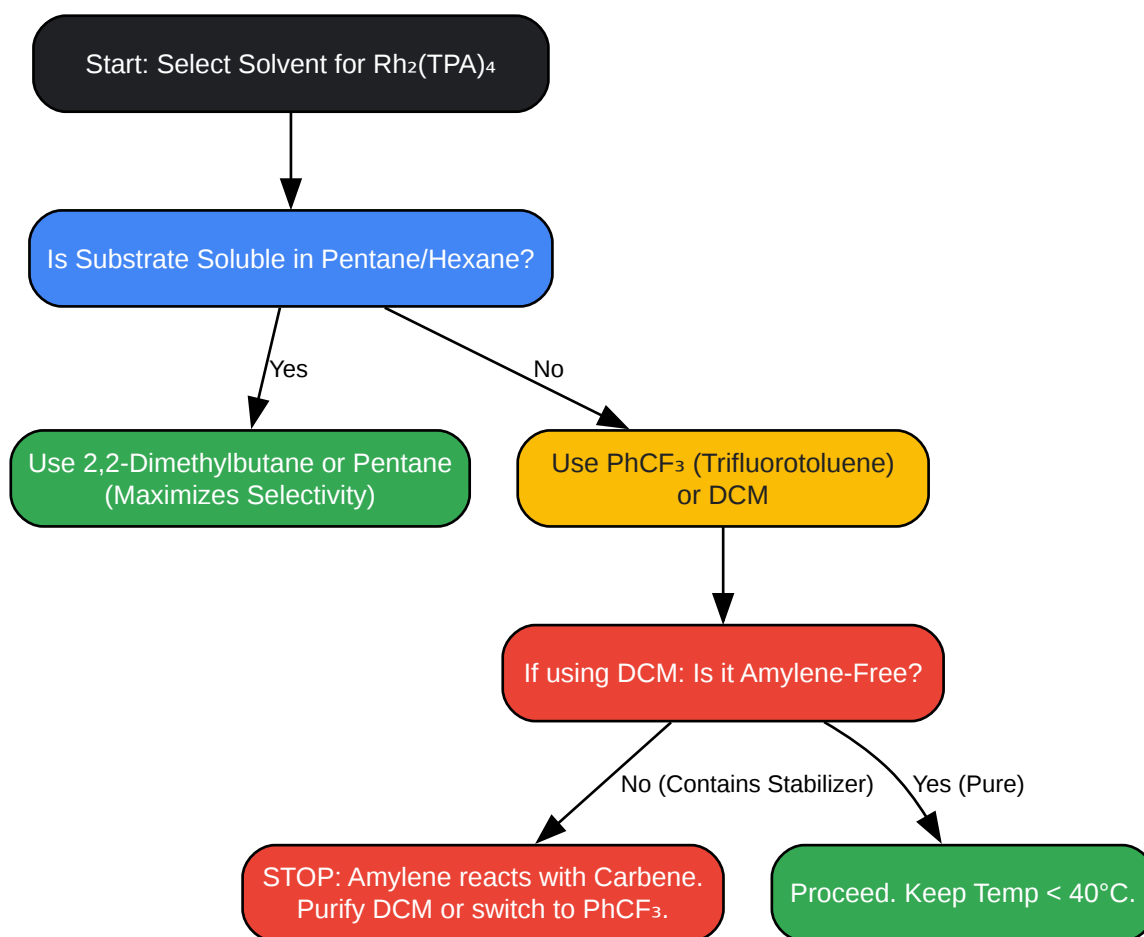 Start: Select Solvent for Rh₂(TPA)₄
Is Substrate Soluble in Pentane/Hexane?
Yes
No
Use 2,2-Dimethylbutane or Pentane
(Maximizes Selectivity)
Use PhCF₃ (Trifluorotoluene)
or DCM
If using DCM: Is it Amylene-Free?
No (Contains Stabilizer)
Yes (Pure)
STOP: Amylene reacts with Carbene.
Purify DCM or switch to PhCF₃.
Proceed. Keep Temp < 40°C.